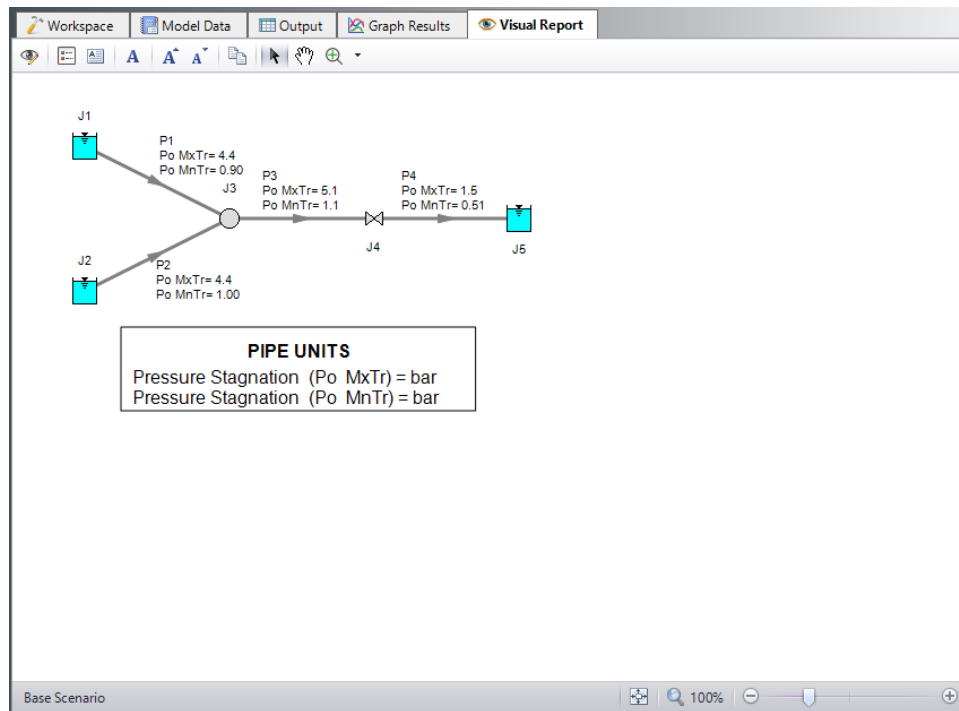 Workspace Model Data Output Graph Results Visual Report
A A A
J1
P1
Po MxTr= 4.4
Po MnTr= 0.90
J3
P3
Po MxTr= 5.1
Po MnTr= 1.1
P4
Po MxTr= 1.5
Po MnTr= 0.51
J4
J5
J2
P2
Po MxTr= 4.4
Po MnTr= 1.00
PIPE UNITS
Pressure Stagnation (Po MxTr) = bar
Pressure Stagnation (Po MnTr) = bar
Base Scenario 100%